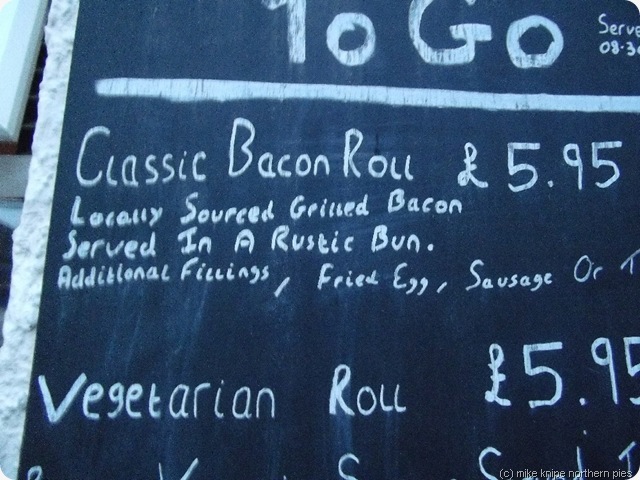 To Go
Serve
08.30
Classic Bacon Roll £5.95
Locally Sourced Grilled Bacon
Served In A Rustic Bun.
Additional Fillings, Fried Egg, Sausage Or T
Vegetarian Roll £5.95
(c) mike knipe northern pies